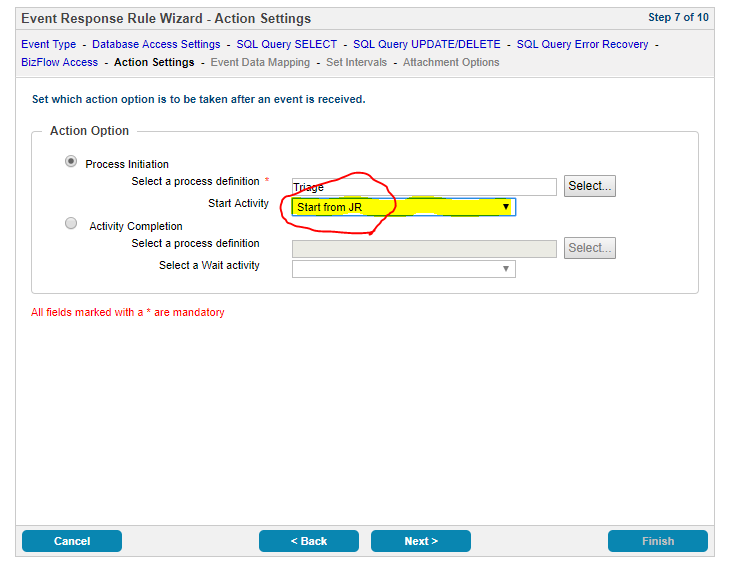 Event Response Rule Wizard - Action Settings
Step 7 of 10
Event Type - Database Access Settings - SQL Query SELECT - SQL Query UPDATE/DELETE - SQL Query Error Recovery -
BizFlow Access - Action Settings - Event Data Mapping - Set Intervals - Attachment Options
Set which action option is to be taken after an event is received.
Action Option
Process Initiation
Select a process definition * Triage Select...
Start Activity Start from JR
Activity Completion
Select a process definition Select...
Select a Wait activity
All fields marked with a * are mandatory
Cancel < Back Next > Finish